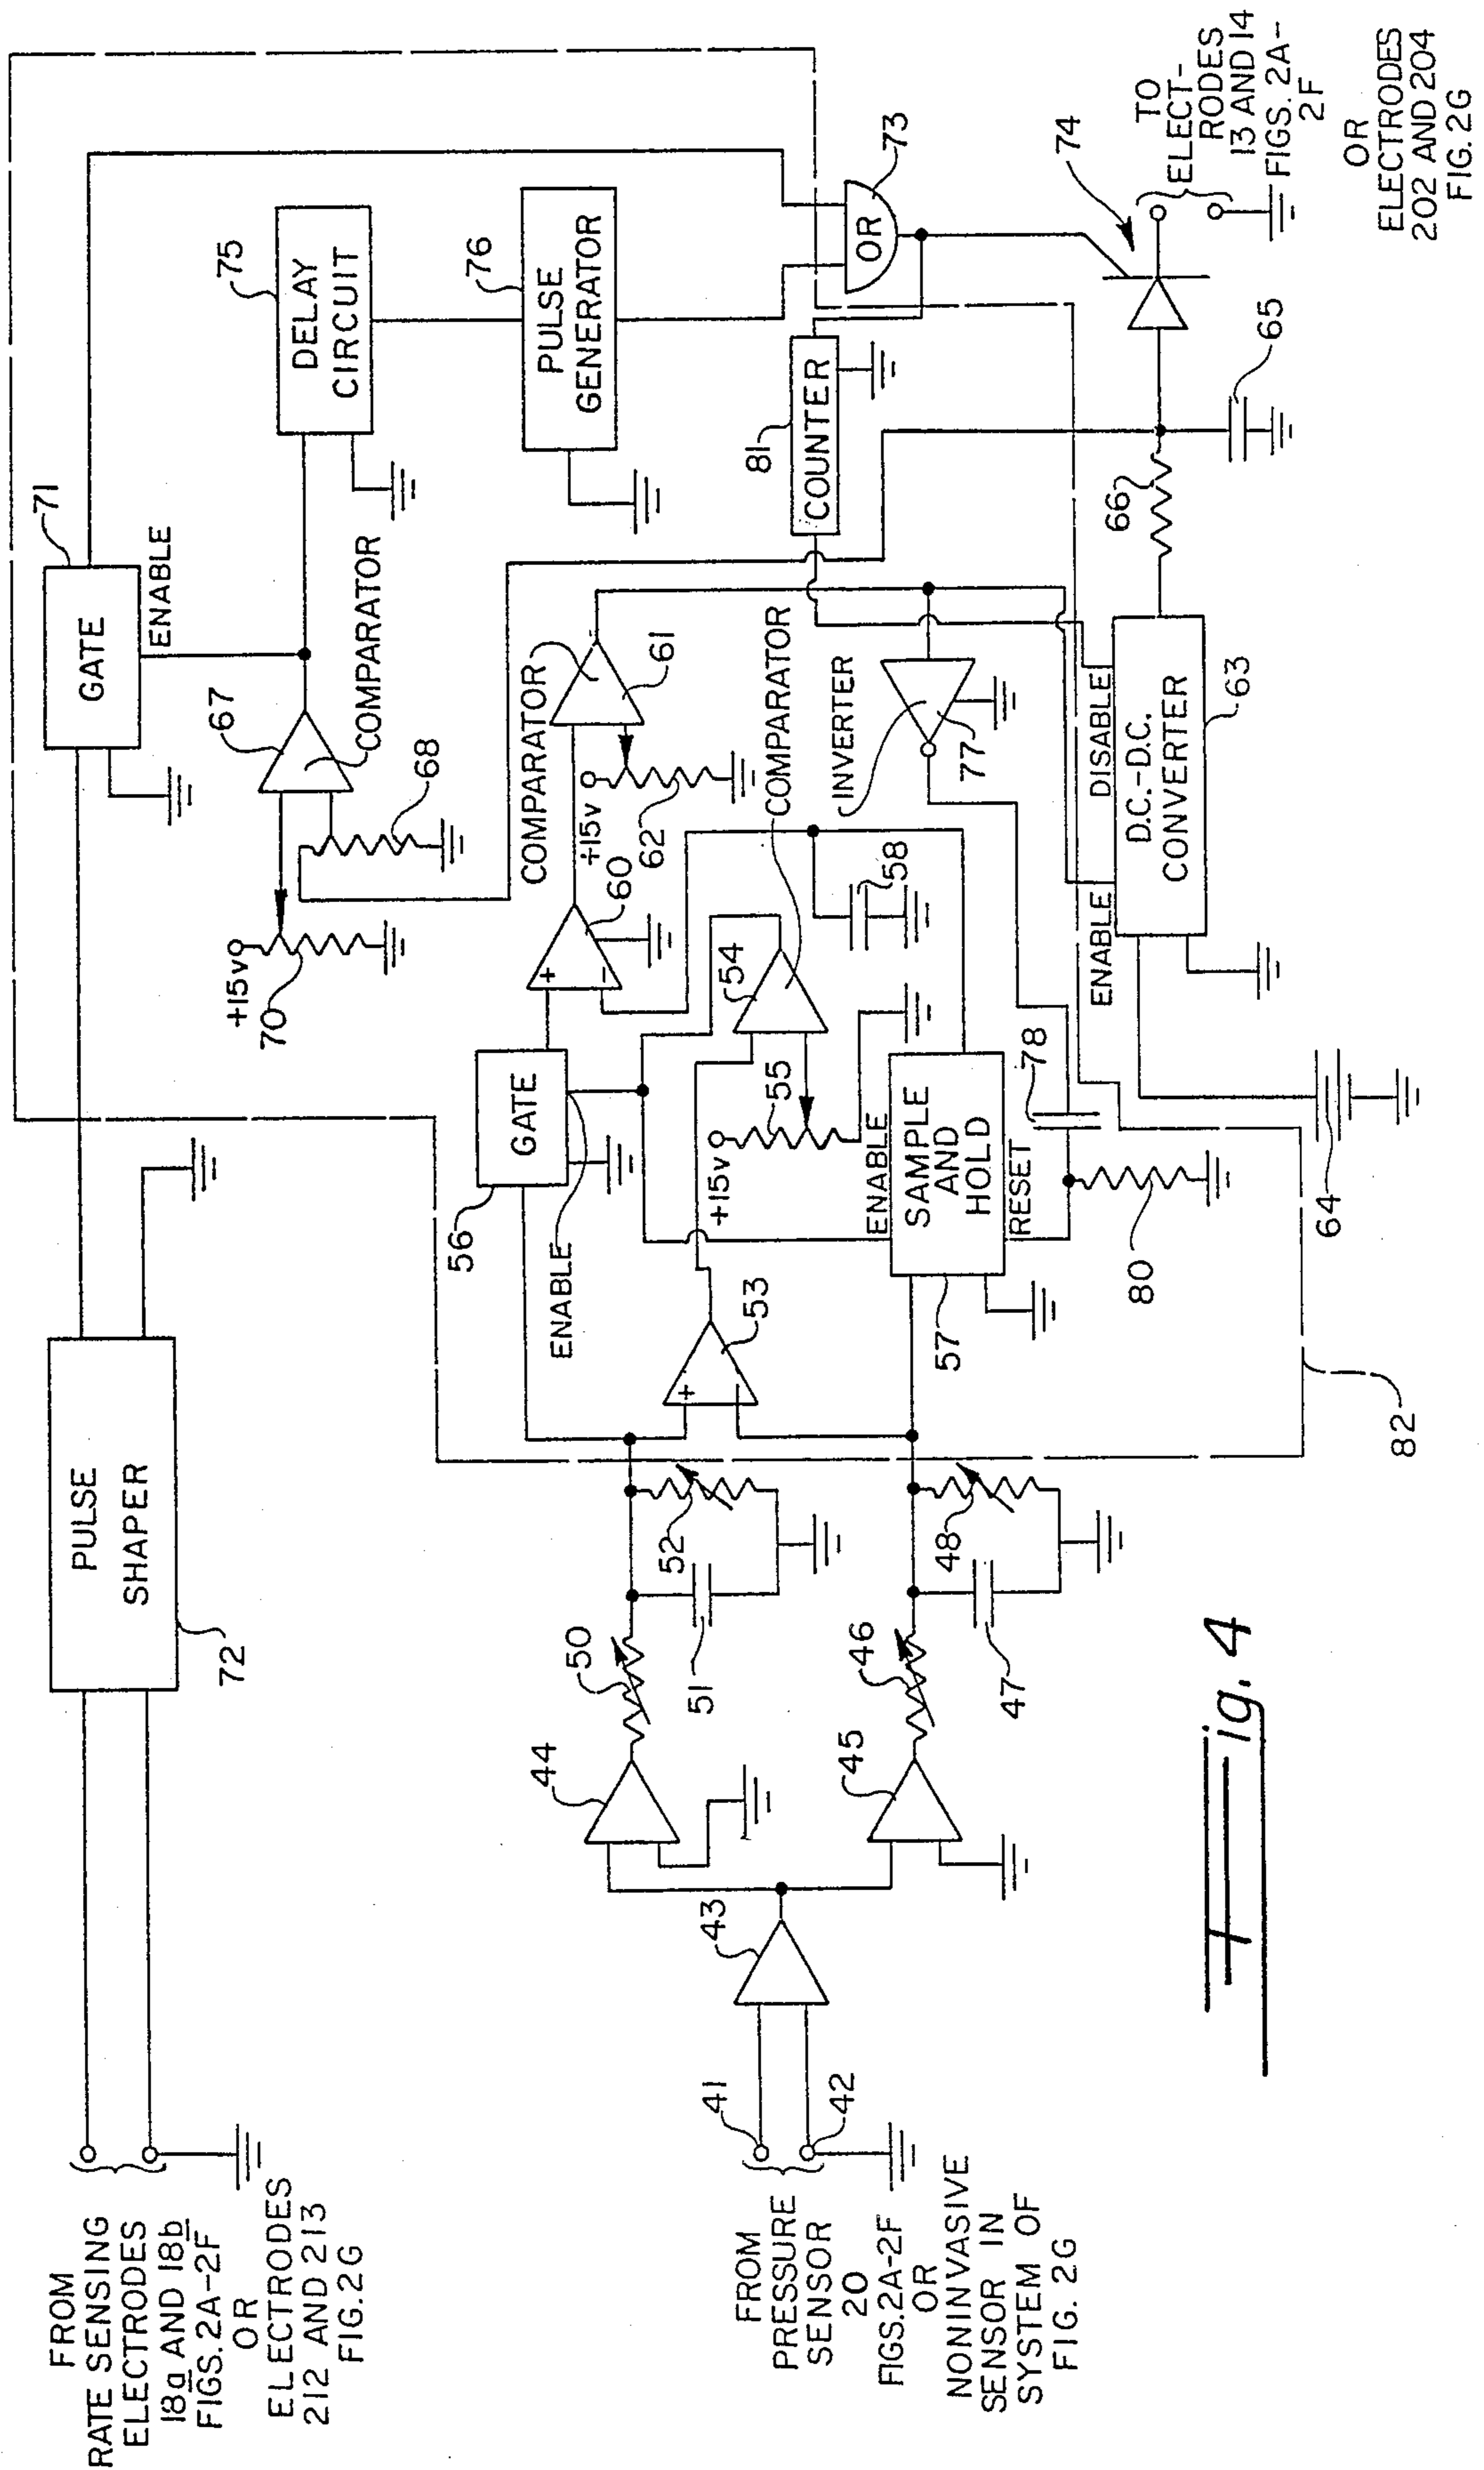 FROM
RATE SENSING
ELECTRODES
18a AND 18b
FIGS. 2A-2F
OR
ELECTRODES
212 AND 213
FIG. 2G
PULSE
SHAPER
72
GATE
71
ENABLE
67
COMPARATOR
68
+15v
70
DELAY
CIRCUIT
75
PULSE
GENERATOR
76
OR
73
74
TO
ELECT-
RODES
13 AND 14
FIGS. 2A-
2F
OR
ELECTRODES
202 AND 204
FIG. 2G
FROM
PRESSURE
SENSOR
20
FIGS. 2A-2F
OR
NONINVASIVE
SENSOR IN
SYSTEM OF
FIG. 2G
41
42
43
44
45
50
51
52
46
47
48
53
56
GATE
ENABLE
+
−
60
COMPARATOR
61
+15v
62
+
54
COMPARATOR
+15v
55
58
ENABLE
SAMPLE
AND
HOLD
RESET
57
INVERTER
77
78
80
81
COUNTER
ENABLE
DISABLE
D.C.-D.C.
CONVERTER
63
64
65
66
82
Fig. 4